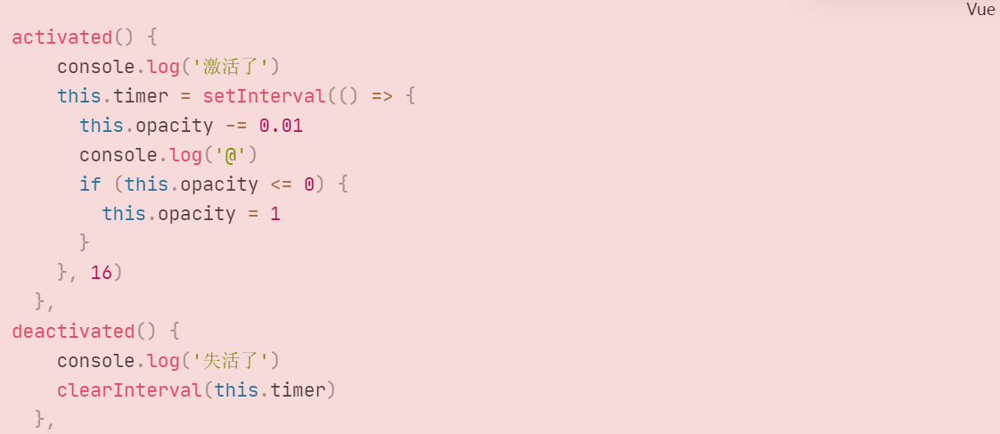 Vue
activated() {
    console.log('激活了')
    this.timer = setInterval(() => {
      this.opacity -= 0.01
      console.log('@')
      if (this.opacity <= 0) {
        this.opacity = 1
      }
    }, 16)
  },
deactivated() {
    console.log('失活了')
    clearInterval(this.timer)
  },